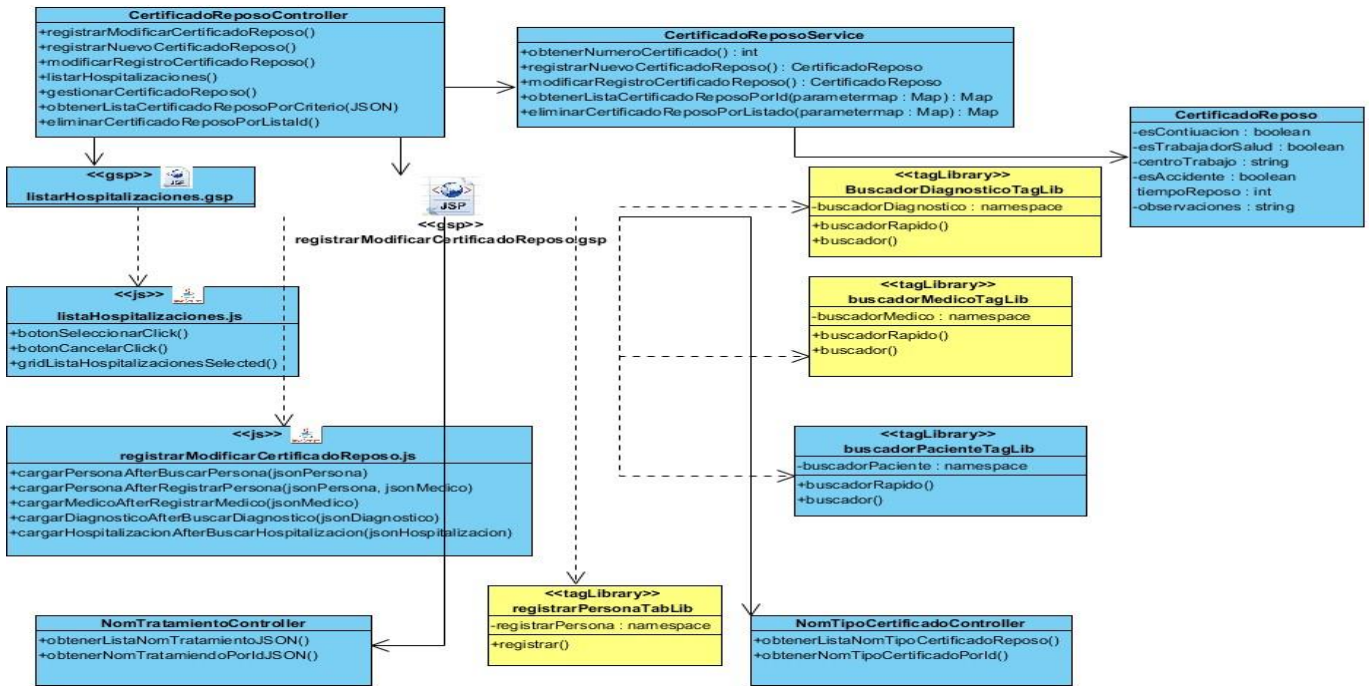 CertificadoReposoController
+registrarModificarCertificadoReposo()
+registrarNuevoCertificadoReposo()
+modificarRegistroCertificadoReposo()
+listarHospitalizaciones()
+gestionarCertificadoReposo()
+obtenerListaCertificadoReposoPorCriterio(JSON)
+eliminarCertificadoReposoPorListaId()
CertificadoReposoService
+obtenerNumeroCertificado() : int
+registrarNuevoCertificadoReposo() : CertificadoReposo
+modificarRegistroCertificadoReposo() : CertificadoReposo
+obtenerListaCertificadoReposoPorId(parametermap : Map) : Map
+eliminarCertificadoReposoPorListado(parametermap : Map) : Map
CertificadoReposo
-esContiuacion : boolean
-esTrabajadorSalud : boolean
-centroTrabajo : string
-esAccidente : boolean
tiempoReposo : int
-observaciones : string
<<gsp>>
listarHospitalizaciones.gsp
JSP
<<gsp>>
registrarModificarCertificadoReposo.gsp
<<tagLibrary>>
BuscadorDiagnosticoTagLib
-buscadorDiagnostico : namespace
+buscadorRapido()
+buscador()
<<js>>
listaHospitalizaciones.js
+botonSeleccionarClick()
+botonCancelarClick()
+gridListaHospitalizacionesSelected()
<<tagLibrary>>
buscadorMedicoTagLib
-buscadorMedico : namespace
+buscadorRapido()
+buscador()
<<js>>
registrarModificarCertificadoReposo.js
+cargarPersonaAfterBuscarPersona(jsonPersona)
+cargarPersonaAfterRegistrarPersona(jsonPersona, jsonMedico)
+cargarMedicoAfterRegistrarMedico(jsonMedico)
+cargarDiagnosticoAfterBuscarDiagnostico(jsonDiagnostico)
+cargarHospitalizacionAfterBuscarHospitalizacion(jsonHospitalizacion)
<<tagLibrary>>
buscadorPacienteTagLib
-buscadorPaciente : namespace
+buscadorRapido()
+buscador()
NomTratamientoController
+obtenerListaNomTratamientoJSON()
+obtenerNomTratamiendoPorIdJSON()
<<tagLibrary>>
registrarPersonaTabLib
-registrarPersona : namespace
+registrar()
NomTipoCertificadoController
+obtenerListaNomTipoCertificadoReposo()
+obtenerNomTipoCertificadoPorId()